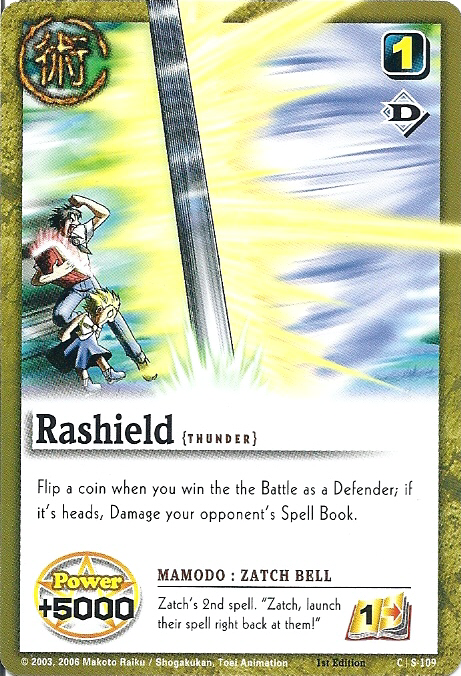 術
1
D
Rashield {THUNDER}
Flip a coin when you win the the Battle as a Defender; if
it's heads, Damage your opponent's Spell Book.
Power
+5000
MAMODO : ZATCH BELL
Zatch's 2nd spell. "Zatch, launch
their spell right back at them!"
1
© 2003, 2006 Makoto Raiku / Shogakukan, Toei Animation 1st Edition C | S-109